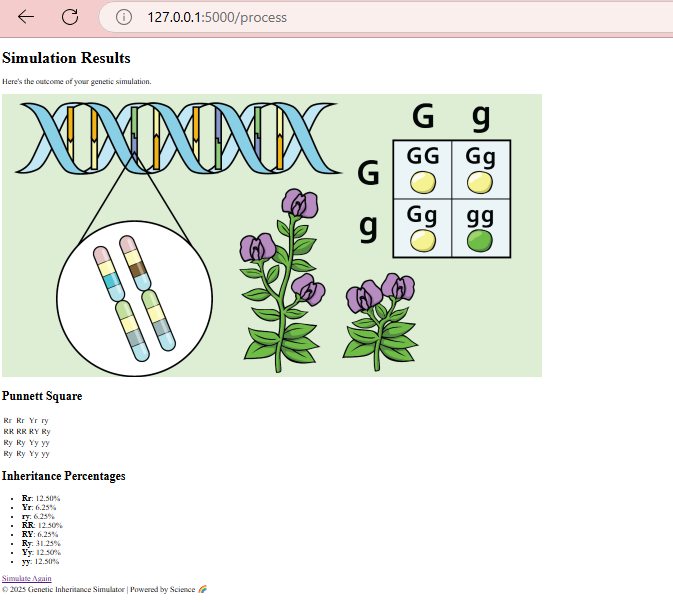 127.0.0.1:5000/process
Simulation Results
Here's the outcome of your genetic simulation.
G g
G GG Gg
g Gg gg
Punnett Square
Rr Rr Yr ry
RR RR RY Ry
Ry Ry Yy yy
Ry Ry Yy yy
Inheritance Percentages
Rr: 12.50%
Yr: 6.25%
ry: 6.25%
RR: 12.50%
RY: 6.25%
Ry: 31.25%
Yy: 12.50%
yy: 12.50%
Simulate Again
© 2025 Genetic Inheritance Simulator | Powered by Science 🌈